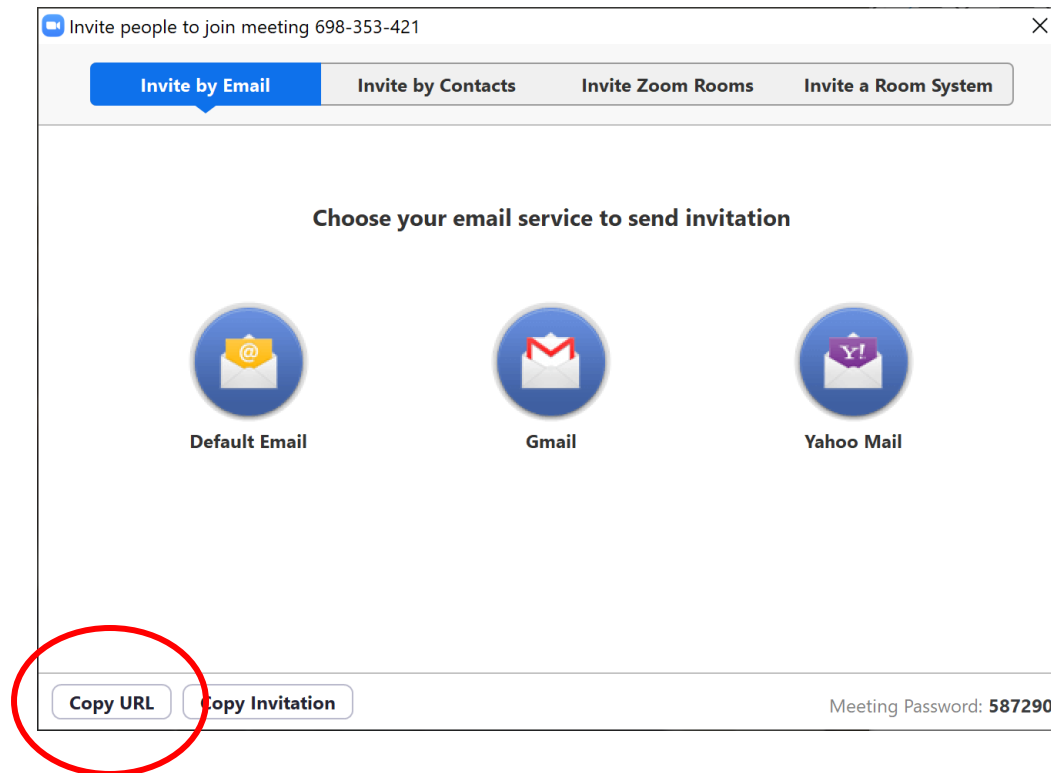 Invite people to join meeting 698-353-421
Invite by Email Invite by Contacts Invite Zoom Rooms Invite a Room System
Choose your email service to send invitation
@ Y!
Default Email Gmail Yahoo Mail
Copy URL Copy Invitation Meeting Password: 587290